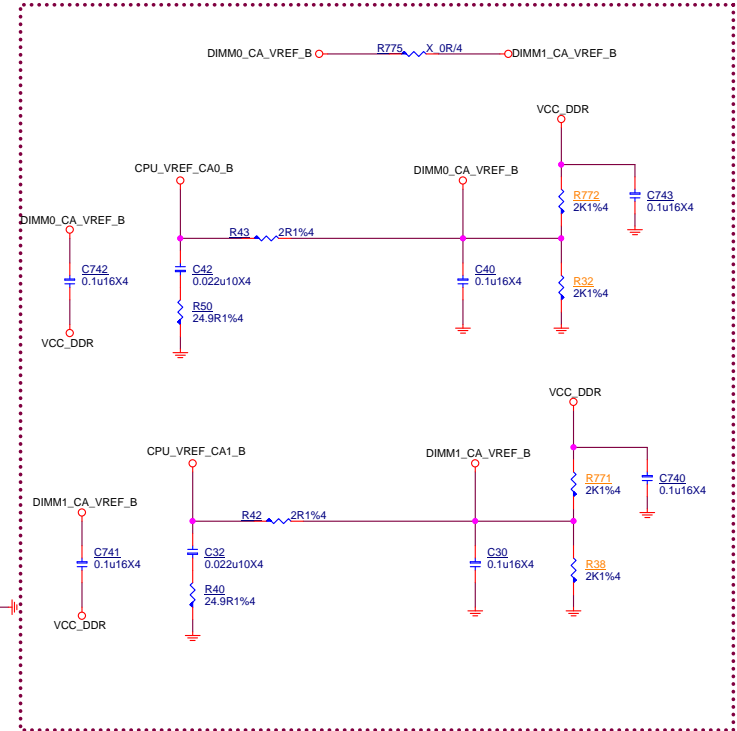 DIMM0_CA_VREF_B
R775
X_0R/4
DIMM1_CA_VREF_B
VCC_DDR
CPU_VREF_CA0_B
DIMM0_CA_VREF_B
R772
2K1%4
C743
0.1u16X4
DIMM0_CA_VREF_B
R43
2R1%4
C742
0.1u16X4
C42
0.022u10X4
C40
0.1u16X4
R32
2K1%4
R50
24.9R1%4
VCC_DDR
VCC_DDR
CPU_VREF_CA1_B
DIMM1_CA_VREF_B
R771
2K1%4
C740
0.1u16X4
DIMM1_CA_VREF_B
R42
2R1%4
C741
0.1u16X4
C32
0.022u10X4
C30
0.1u16X4
R38
2K1%4
R40
24.9R1%4
VCC_DDR